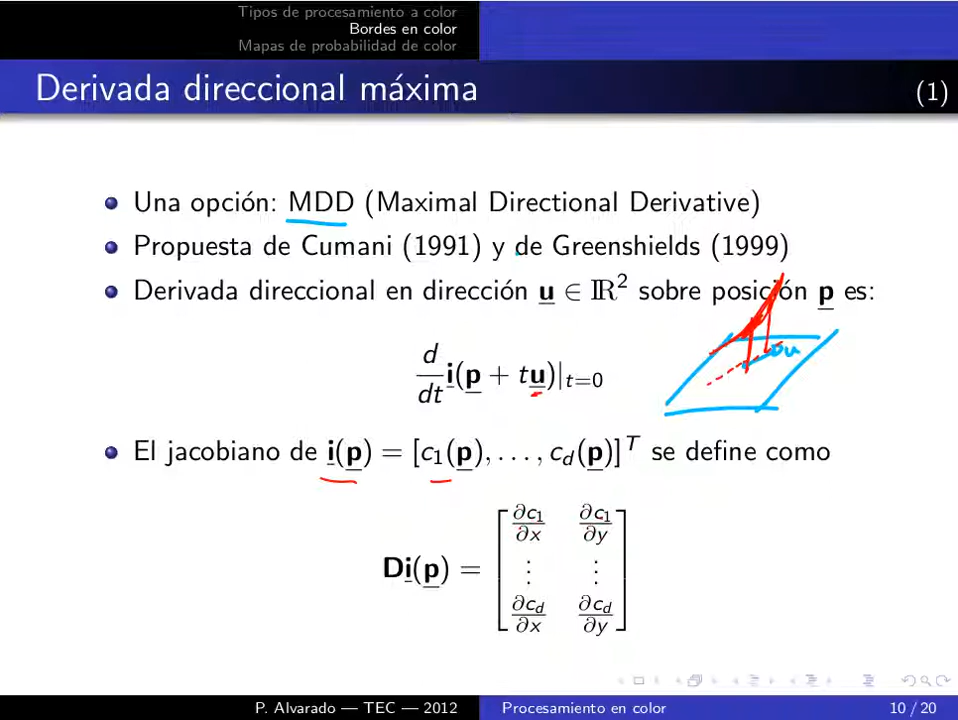 Tipos de procesamiento a color
Bordes en color
Mapas de probabilidad de color
Derivada direccional máxima (1)
Una opción: MDD (Maximal Directional Derivative)
Propuesta de Cumani (1991) y de Greenshields (1999)
Derivada direccional en dirección u ∈ ℝ² sobre posición p es:
d/dt i(p + tu)|t=0
El jacobiano de i(p) = [c₁(p), . . . , c_d(p)]ᵀ se define como
∂c₁/∂x ∂c₁/∂y
Di(p) = ⋮ ⋮
∂c_d/∂x ∂c_d/∂y
P. Alvarado — TEC — 2012 Procesamiento en color 10 / 20